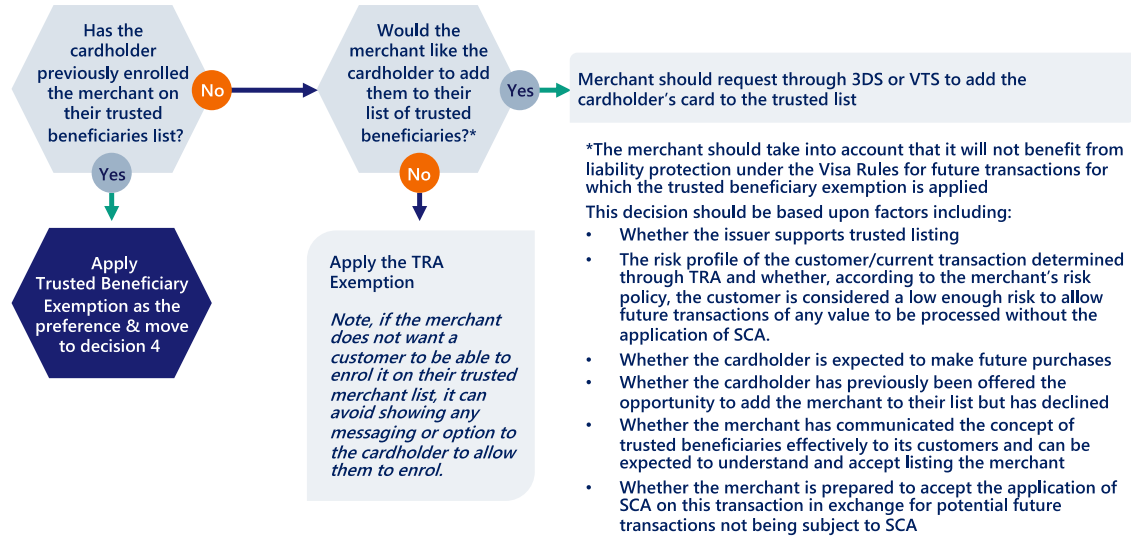 Has the
cardholder
previously enrolled
the merchant on
their trusted
beneficiaries list?
No
Yes
Apply
Trusted Beneficiary
Exemption as the
preference & move
to decision 4
Would the
merchant like the
cardholder to add
them to their
list of trusted
beneficiaries?*
Yes
No
Apply the TRA
Exemption
Note, if the merchant
does not want a
customer to be able to
enrol it on their trusted
merchant list, it can
avoid showing any
messaging or option to
the cardholder to allow
them to enrol.
Merchant should request through 3DS or VTS to add the
cardholder's card to the trusted list
*The merchant should take into account that it will not benefit from
liability protection under the Visa Rules for future transactions for
which the trusted beneficiary exemption is applied
This decision should be based upon factors including:
• Whether the issuer supports trusted listing
• The risk profile of the customer/current transaction determined
through TRA and whether, according to the merchant's risk
policy, the customer is considered a low enough risk to allow
future transactions of any value to be processed without the
application of SCA.
• Whether the cardholder is expected to make future purchases
• Whether the cardholder has previously been offered the
opportunity to add the merchant to their list but has declined
• Whether the merchant has communicated the concept of
trusted beneficiaries effectively to its customers and can be
expected to understand and accept listing the merchant
• Whether the merchant is prepared to accept the application of
SCA on this transaction in exchange for potential future
transactions not being subject to SCA